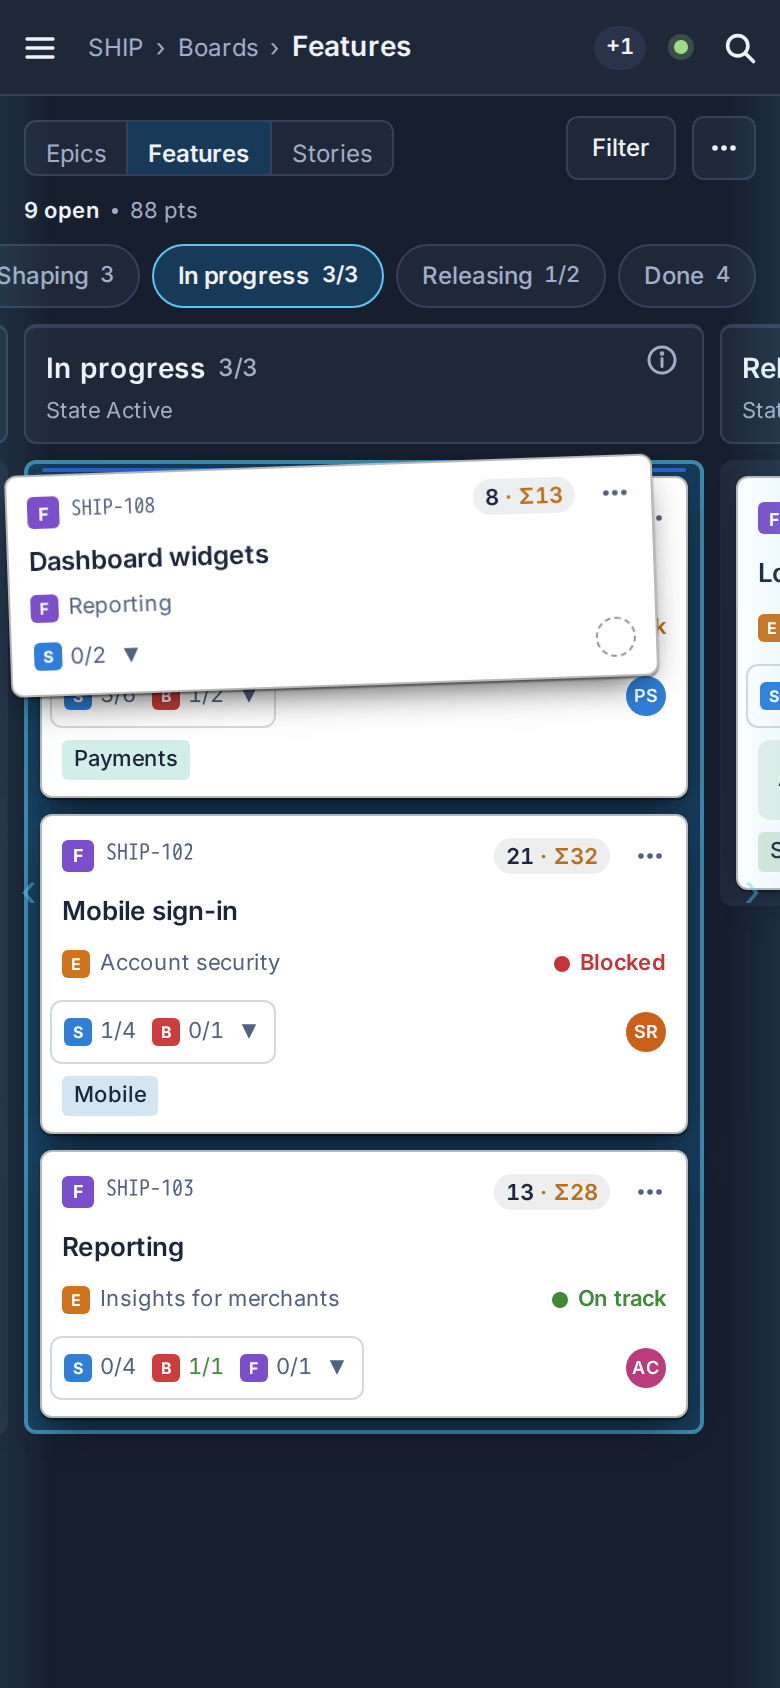 SHIP › Boards › Features +1
Epics Features Stories Filter
9 open • 88 pts
Shaping 3 In progress 3/3 Releasing 1/2 Done 4
In progress 3/3
State Active
F SHIP-108 8 · Σ13
Dashboard widgets
F Reporting
S 0/2 ▼
PS
Payments
F SHIP-102 21 · Σ32
Mobile sign-in
E Account security Blocked
S 1/4 B 0/1 ▼ SR
Mobile
F SHIP-103 13 · Σ28
Reporting
E Insights for merchants On track
S 0/4 B 1/1 F 0/1 ▼ AC